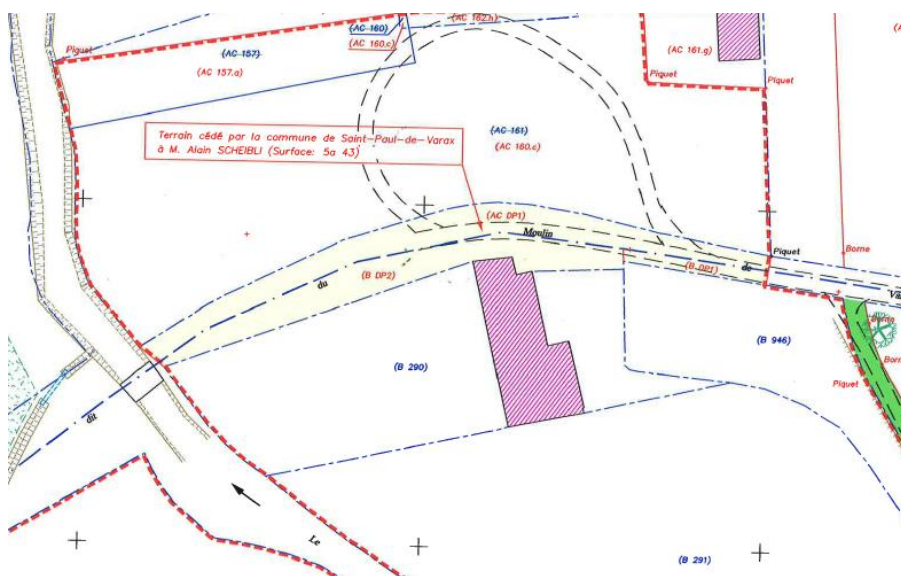 (AC 162.h)
(AC 160)
(AC 160.c)
(AC 157)
(AC 161.g)
Piquet
(AC 157.a)
Piquet
Piquet
(AC 161)
Terrain cédé par la commune de Saint-Paul-de-Varax
à M. Alain SCHEIBLI (Surface: 5a 43)
(AC 160.c)
(AC DP1)
Moulin
Piquet
Borne
(B DP2)
(B DP1)
de
du
Borne
(B 946)
(B 290)
Piquet
dit
Le
(B 291)